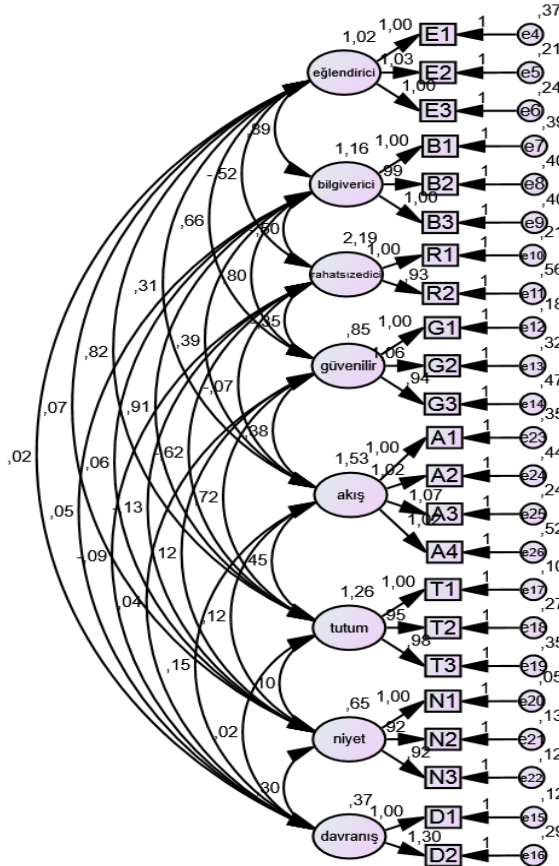 ,37
1,02 1,00 E1 1 e4
,21
eğlendirici 1,03 E2 1 e5
,24
1,00 E3 1 e6
,39
,89 1,16 1,00 B1 1 e7
,40
-,52 bilgiverici ,99 B2 1 e8
,40
,66 ,50 1,00 B3 1 e9
,21
2,19 1,00 R1 1 e10
,56
,31 ,80 rahatsızedici ,93 R2 1 e11
,18
,35 ,85 1,00 G1 1 e12
,32
,82 ,39 güvenilir 1,06 G2 1 e13
,47
,07 ,91 -,07 ,94 G3 1 e14
,35
,02 ,06 -,62 ,38 1,00 A1 1 e23
,44
1,53 1,02 A2 1 e24
,24
,05 -,13 ,72 akış 1,07 A3 1 e25
,52
-,09 ,12 ,45 A4 1 e26
,10
,04 ,12 1,26 1,00 T1 1 e17
,27
,15 tutum ,95 T2 1 e18
,35
,98 T3 1 e19
,05
,10 ,65 1,00 N1 1 e20
,13
,02 niyet ,92 N2 1 e21
,12
,92 N3 1 e22
,12
,30 ,37 1,00 D1 1 e15
,29
davranış 1,30 D2 1 e16